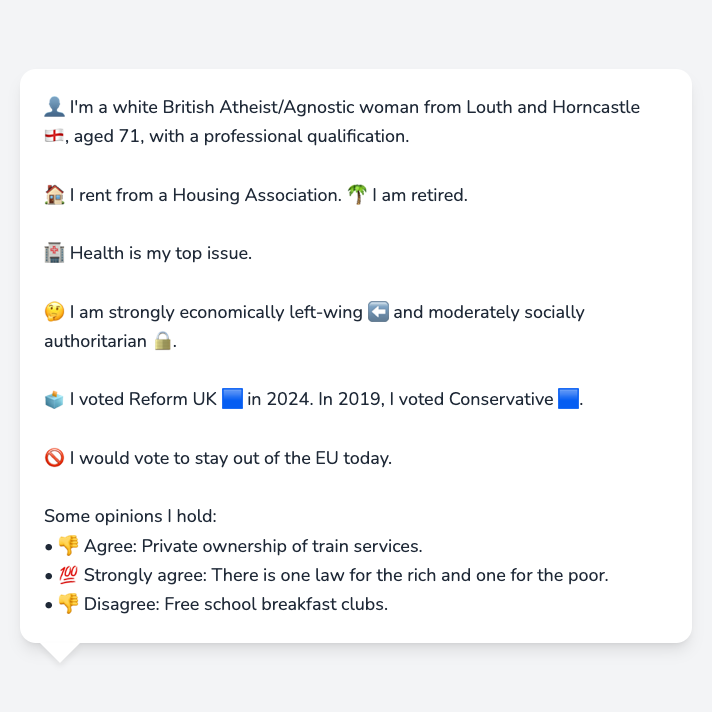 👤 I'm a white British Atheist/Agnostic woman from Louth and Horncastle
🏴󠁧󠁢󠁥󠁮󠁧󠁿, aged 71, with a professional qualification.
🏠 I rent from a Housing Association. 🌴 I am retired.
🏥 Health is my top issue.
🤔 I am strongly economically left-wing ⬅️ and moderately socially
authoritarian 🔒.
🗳️ I voted Reform UK 🟦 in 2024. In 2019, I voted Conservative 🟦.
🚫 I would vote to stay out of the EU today.
Some opinions I hold:
• 👎 Agree: Private ownership of train services.
• 💯 Strongly agree: There is one law for the rich and one for the poor.
• 👎 Disagree: Free school breakfast clubs.